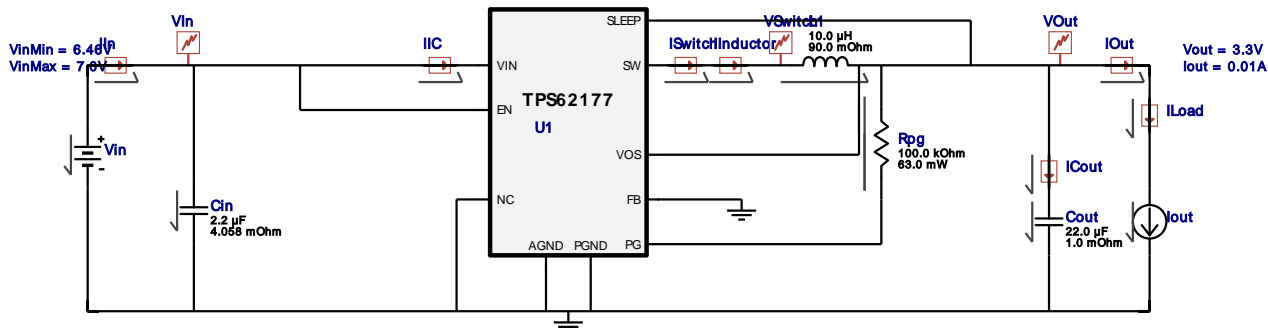 SLEEP
VIn
VSwitch1
VOut
10.0 µH
90.0 mOhm
VinMin = 6.46V
VinMax = 7.0V
IIn
IIC
ISwitch1
IInductor
IOut
Vout = 3.3V
Iout = 0.01A
VIN
SW
TPS62177
EN
U1
ILoad
Rpg
100.0 kOhm
63.0 mW
+
Vin
-
VOS
ICout
NC
FB
Cin
2.2 µF
4.058 mOhm
Cout
22.0 µF
1.0 mOhm
Iout
PG
AGND
PGND